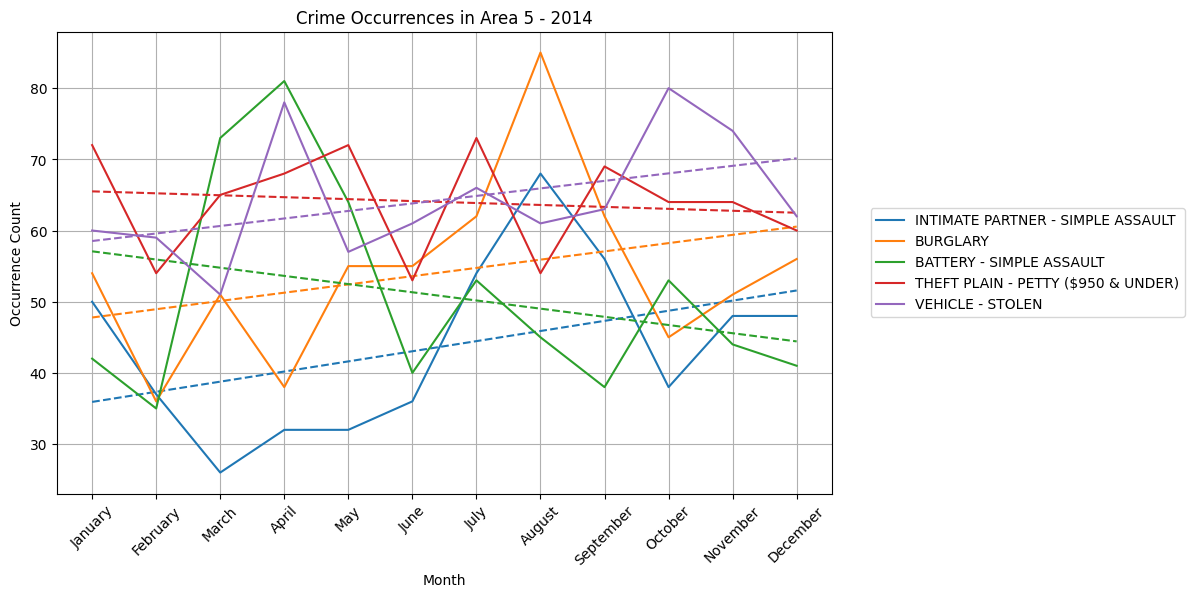 Crime Occurrences in Area 5 - 2014
Occurrence Count
80
70
60
50
40
30
January
February
March
April
May
June
July
August
September
October
November
December
Month
INTIMATE PARTNER - SIMPLE ASSAULT
BURGLARY
BATTERY - SIMPLE ASSAULT
THEFT PLAIN - PETTY ($950 & UNDER)
VEHICLE - STOLEN